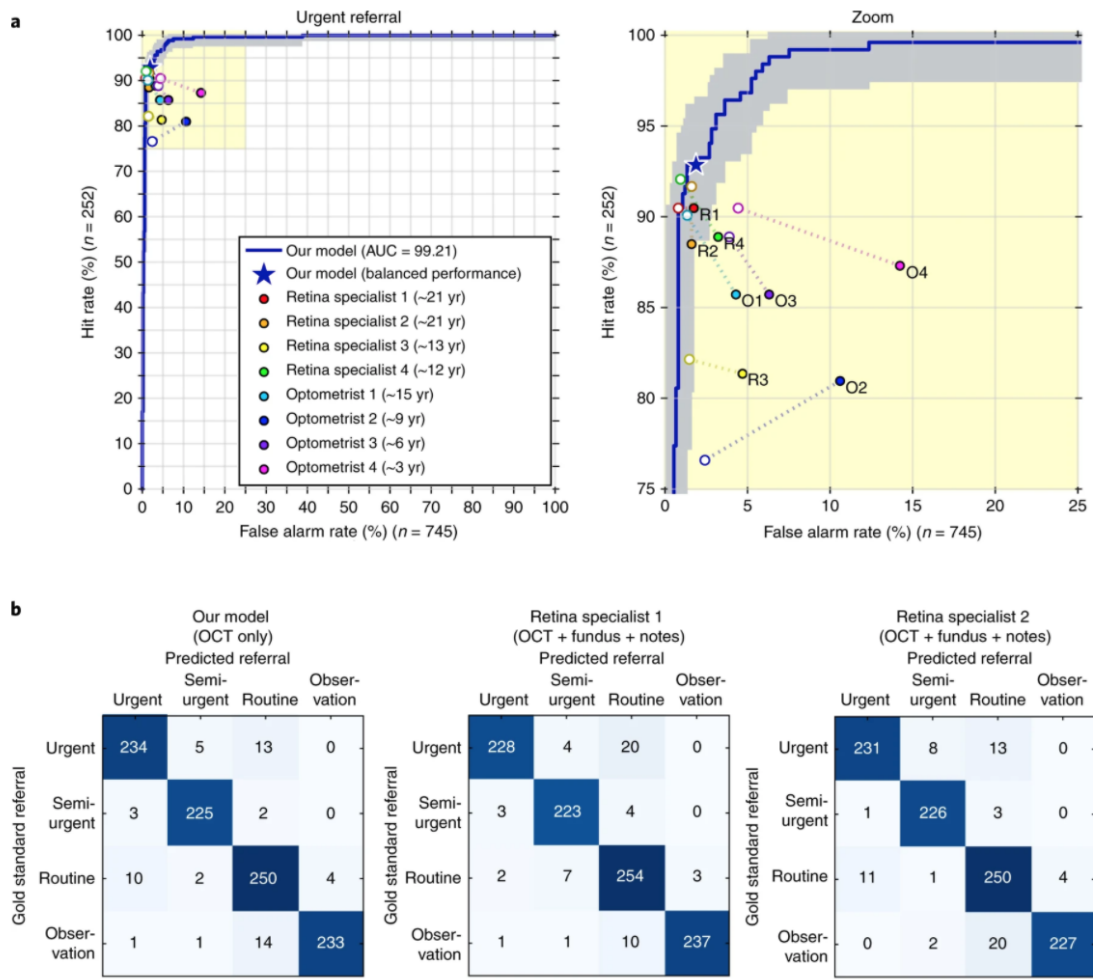 a
Urgent referral
100
90
80
70
60
50
40
30
20
10
0
Hit rate (%) (n = 252)
0 10 20 30 40 50 60 70 80 90 100
False alarm rate (%) (n = 745)
Our model (AUC = 99.21)
Our model (balanced performance)
Retina specialist 1 (~21 yr)
Retina specialist 2 (~21 yr)
Retina specialist 3 (~13 yr)
Retina specialist 4 (~12 yr)
Optometrist 1 (~15 yr)
Optometrist 2 (~9 yr)
Optometrist 3 (~6 yr)
Optometrist 4 (~3 yr)
Zoom
100
95
90
85
80
75
Hit rate (%) (n = 252)
R1
R4
R2
O4
O1
O3
R3
O2
0 5 10 15 20 25
False alarm rate (%) (n = 745)
b
Our model
(OCT only)
Predicted referral
Urgent Semi-urgent Routine Obser-vation
Gold standard referral
Urgent 234 5 13 0
Semi-urgent 3 225 2 0
Routine 10 2 250 4
Obser-vation 1 1 14 233
Retina specialist 1
(OCT + fundus + notes)
Predicted referral
Urgent Semi-urgent Routine Obser-vation
Gold standard referral
Urgent 228 4 20 0
Semi-urgent 3 223 4 0
Routine 2 7 254 3
Obser-vation 1 1 10 237
Retina specialist 2
(OCT + fundus + notes)
Predicted referral
Urgent Semi-urgent Routine Obser-vation
Gold standard referral
Urgent 231 8 13 0
Semi-urgent 1 226 3 0
Routine 11 1 250 4
Obser-vation 0 2 20 227